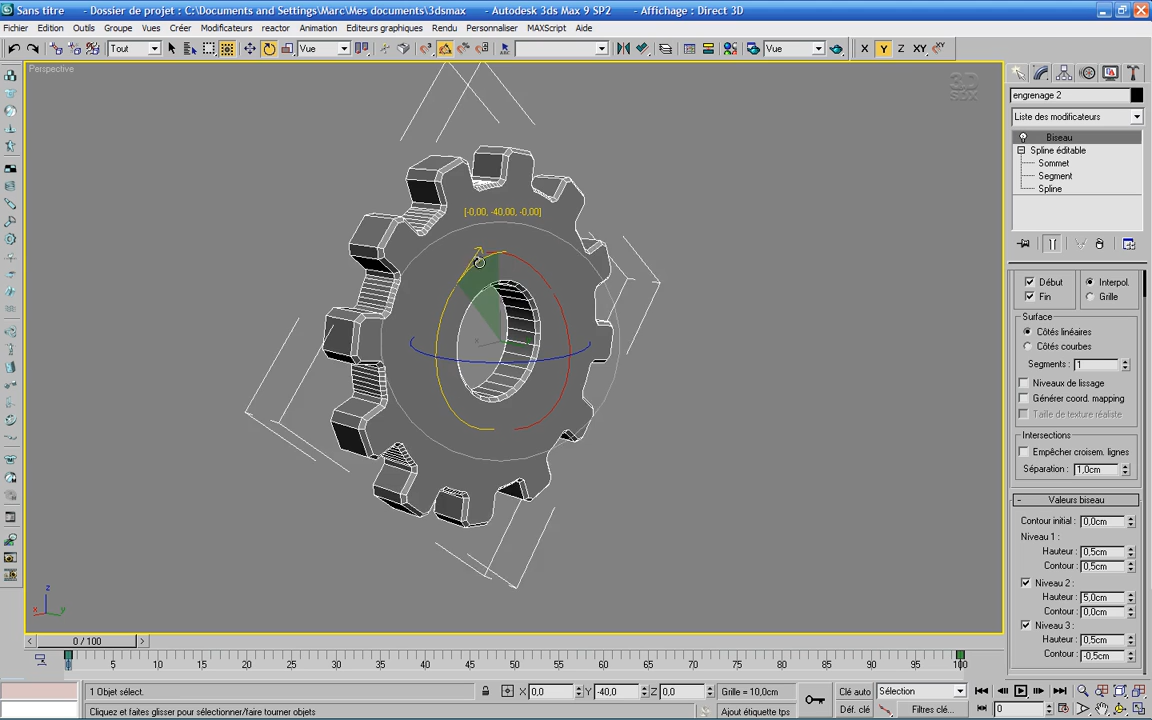 Sans titre - Dossier de projet : C:\Documents and Settings\Marc\Mes documents\3dsmax - Autodesk 3ds Max 9 SP2 - Affichage : Direct 3D
Fichier Edition Outils Groupe Vues Créer Modificateurs reactor Animation Editeurs graphiques Rendu Personnaliser MAXScript Aide
Tout Vue Vue X Y Z XY
Perspective
[-0,00, -40,00, -0,00]
z
x y
engrenage 2
Liste des modificateurs
Biseau
Spline éditable
Sommet
Segment
Spline
Début Interpol.
Fin Grille
Surface
Côtés linéaires
Côtés courbes
Segments : 1
Niveaux de lissage
Générer coord. mapping
Taille de texture réaliste
Intersections
Empêcher croisem. lignes
Séparation : 1,0cm
- Valeurs biseau
Contour initial : 0,0cm
Niveau 1 :
Hauteur : 0,5cm
Contour : 0,5cm
Niveau 2 :
Hauteur : 5,0cm
Contour : 0,0cm
Niveau 3 :
Hauteur : 0,5cm
Contour : -0,5cm
< 0 / 100 >
0 5 10 15 20 25 30 35 40 45 50 55 60 65 70 75 80 85 90 95 100
1 Objet sélect. X 0,0 Y -40,0 Z 0,0 Grille = 10,0cm Clé auto Sélection
Cliquez et faites glisser pour sélectionner/faire tourner objets Ajout étiquette tps Déf. clé Filtres clé... 0